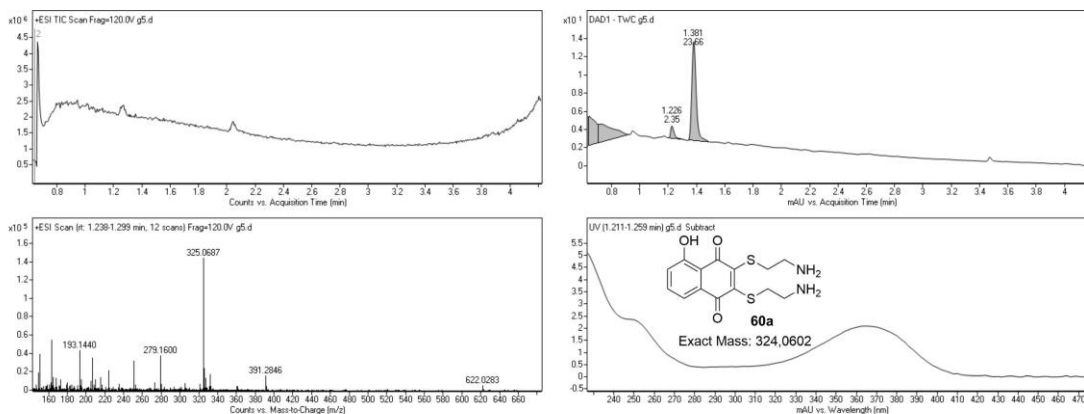 x10 6 +ESI TIC Scan Frag=120.0V g5.d
2
4.5
4
3.5
3
2.5
2
1.5
1
0.5
0.8 1 1.2 1.4 1.6 1.8 2 2.2 2.4 2.6 2.8 3 3.2 3.4 3.6 3.8 4 4.2
Counts vs. Acquisition Time (min)
x10 1 DAD1 - TWC g5.d
1.4
1.2
1
0.8
0.6
0.4
0.2
0
1.381
23.66
1.226
2.35
0.8 1 1.2 1.4 1.6 1.8 2 2.2 2.4 2.6 2.8 3 3.2 3.4 3.6 3.8 4
mAU vs. Acquisition Time (min)
x10 5 +ESI Scan (rt: 1.238-1.299 min, 12 scans) Frag=120.0V g5.d
1.6
1.4
1.2
1
0.8
0.6
0.4
0.2
0
325.0687
193.1440
279.1600
391.2846
622.0283
160 180 200 220 240 260 280 300 320 340 360 380 400 420 440 460 480 500 520 540 560 580 600 620 640 660
Counts vs. Mass-to-Charge (m/z)
UV (1.211-1.259 min) g5.d Subtract
5.5
5
4.5
4
3.5
3
2.5
2
1.5
1
0.5
0
-0.5
OH O
S NH2
S NH2
O
60a
Exact Mass: 324,0602
240 250 260 270 280 290 300 310 320 330 340 350 360 370 380 390 400 410 420 430 440 450 460 470
mAU vs. Wavelength (nm)